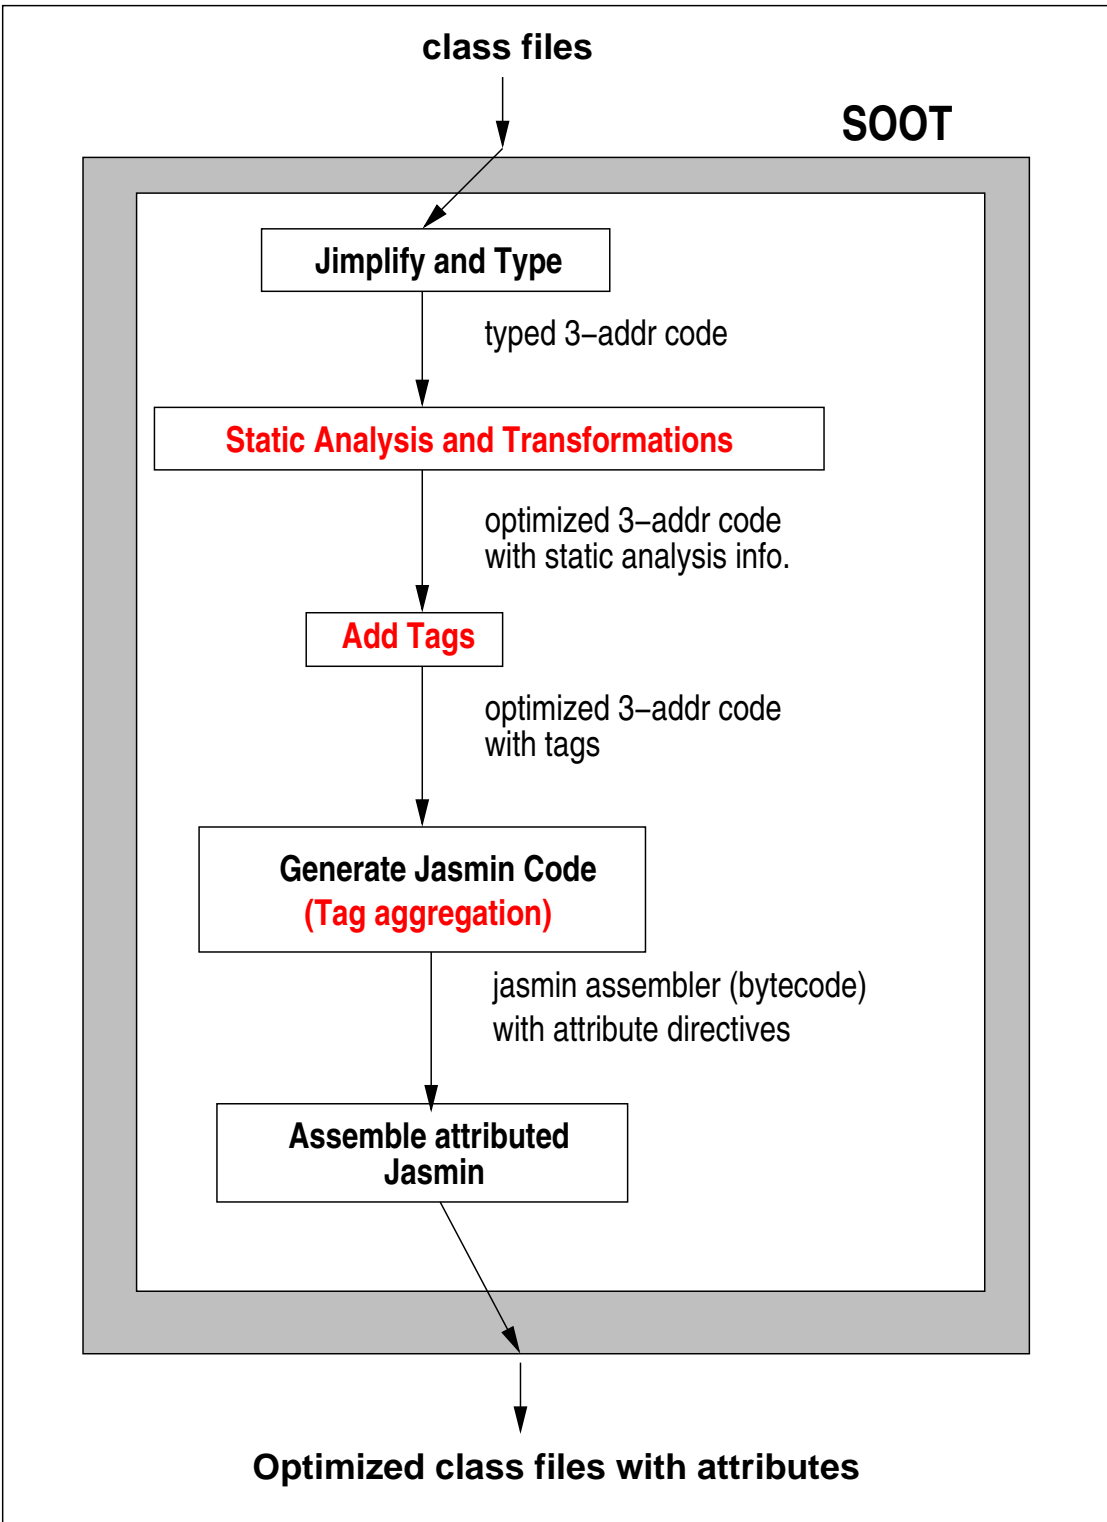 class files
SOOT
Jimplify and Type
typed 3−addr code
Static Analysis and Transformations
optimized 3−addr code
with static analysis info.
Add Tags
optimized 3−addr code
with tags
Generate Jasmin Code
(Tag aggregation)
jasmin assembler (bytecode)
with attribute directives
Assemble attributed
Jasmin
Optimized class files with attributes